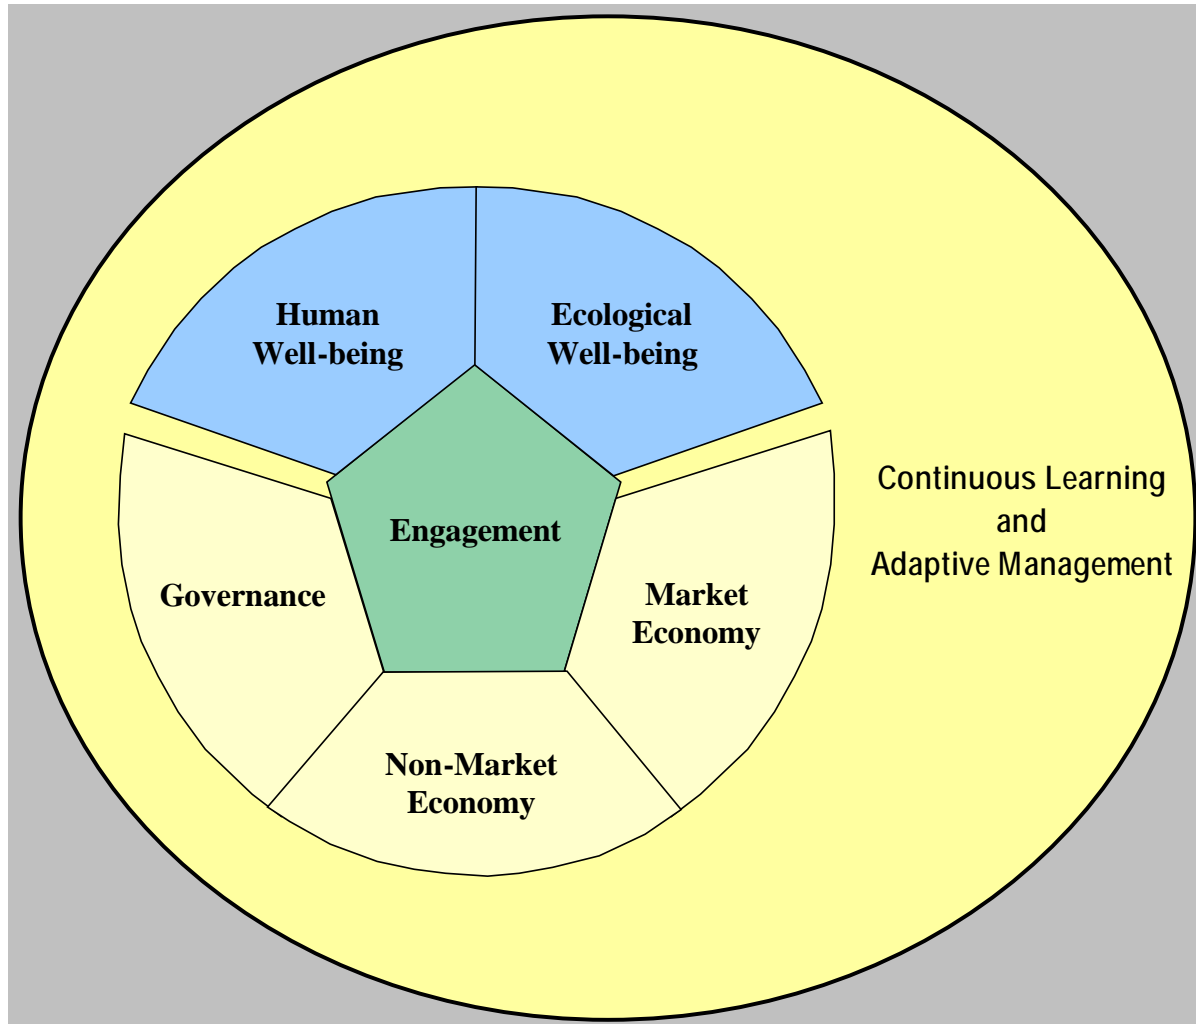 Human
Well-being
Ecological
Well-being
Continuous Learning
and
Adaptive Management
Engagement
Governance
Market
Economy
Non-Market
Economy